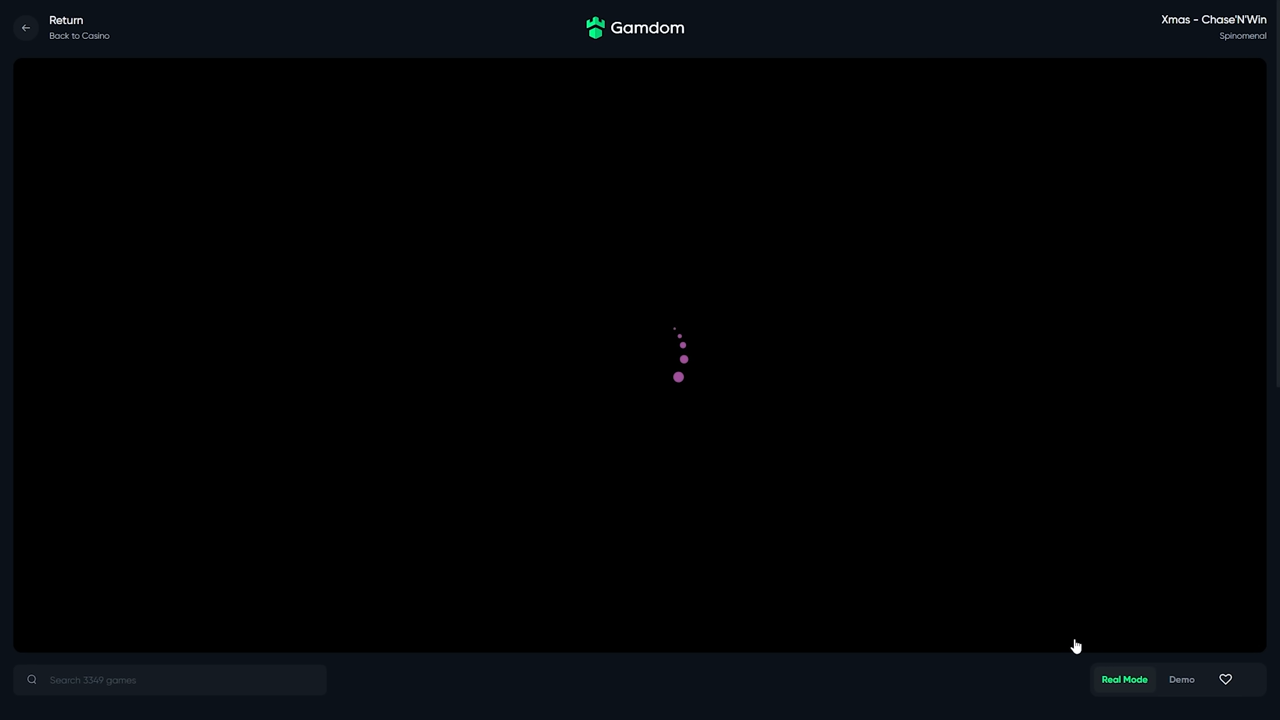 Return
Back to Casino
Gamdom
Xmas - Chase'N'Win
Spinomenal
Search 3349 games
Real Mode
Demo